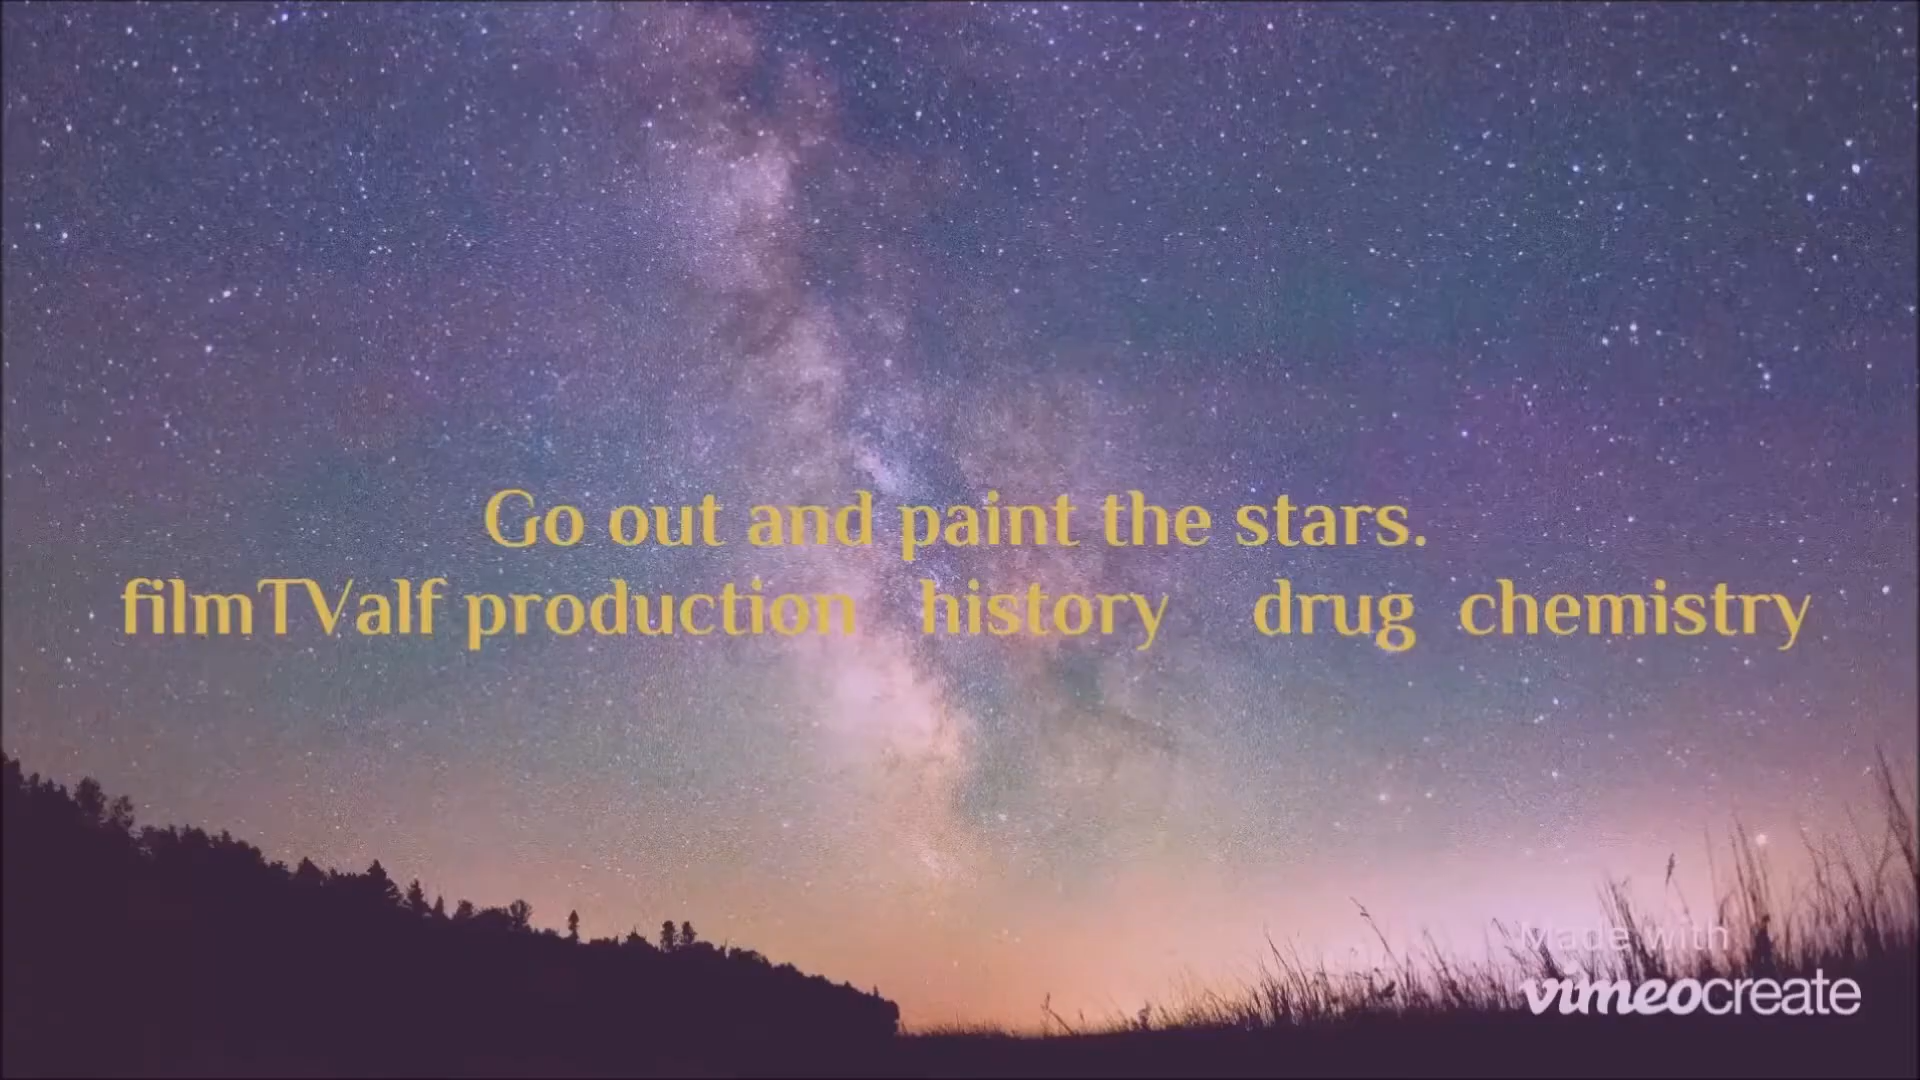 Go out and paint the stars.
filmTValf production history drug chemistry
Made with
vimeocreate